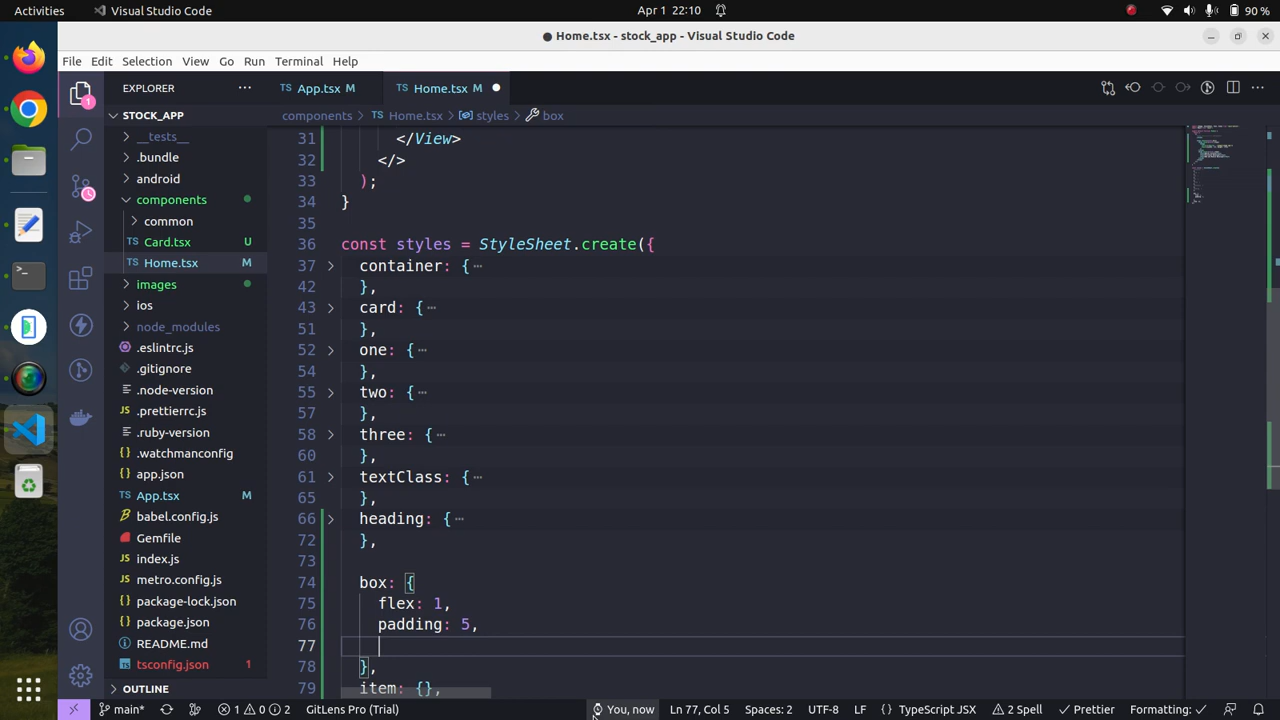 Activities
Visual Studio Code
Apr 1 22:10
90 %
Home.tsx - stock_app - Visual Studio Code
File Edit Selection View Go Run Terminal Help
EXPLORER
TS App.tsx M
TS Home.tsx M
STOCK_APP
components > TS Home.tsx > styles > box
__tests__
.bundle
android
components
common
TS Card.tsx U
TS Home.tsx M
images
ios
node_modules
.eslintrc.js
.gitignore
.node-version
.prettierrc.js
.ruby-version
.watchmanconfig
app.json
TS App.tsx M
babel.config.js
Gemfile
index.js
metro.config.js
package-lock.json
package.json
README.md
tsconfig.json 1
OUTLINE
31 </View>
32 </>
33 );
34 }
35
36 const styles = StyleSheet.create({
37 container: {⋯
42 },
43 card: {⋯
51 },
52 one: {⋯
54 },
55 two: {⋯
57 },
58 three: {⋯
60 },
61 textClass: {⋯
65 },
66 heading: {⋯
72 },
73
74 box: {
75 flex: 1,
76 padding: 5,
77
78 },
79 item: {},
1
1
main*
1 0 2
GitLens Pro (Trial)
You, now
Ln 77, Col 5
Spaces: 2
UTF-8
LF
{} TypeScript JSX
2 Spell
Prettier
Formatting: ✓